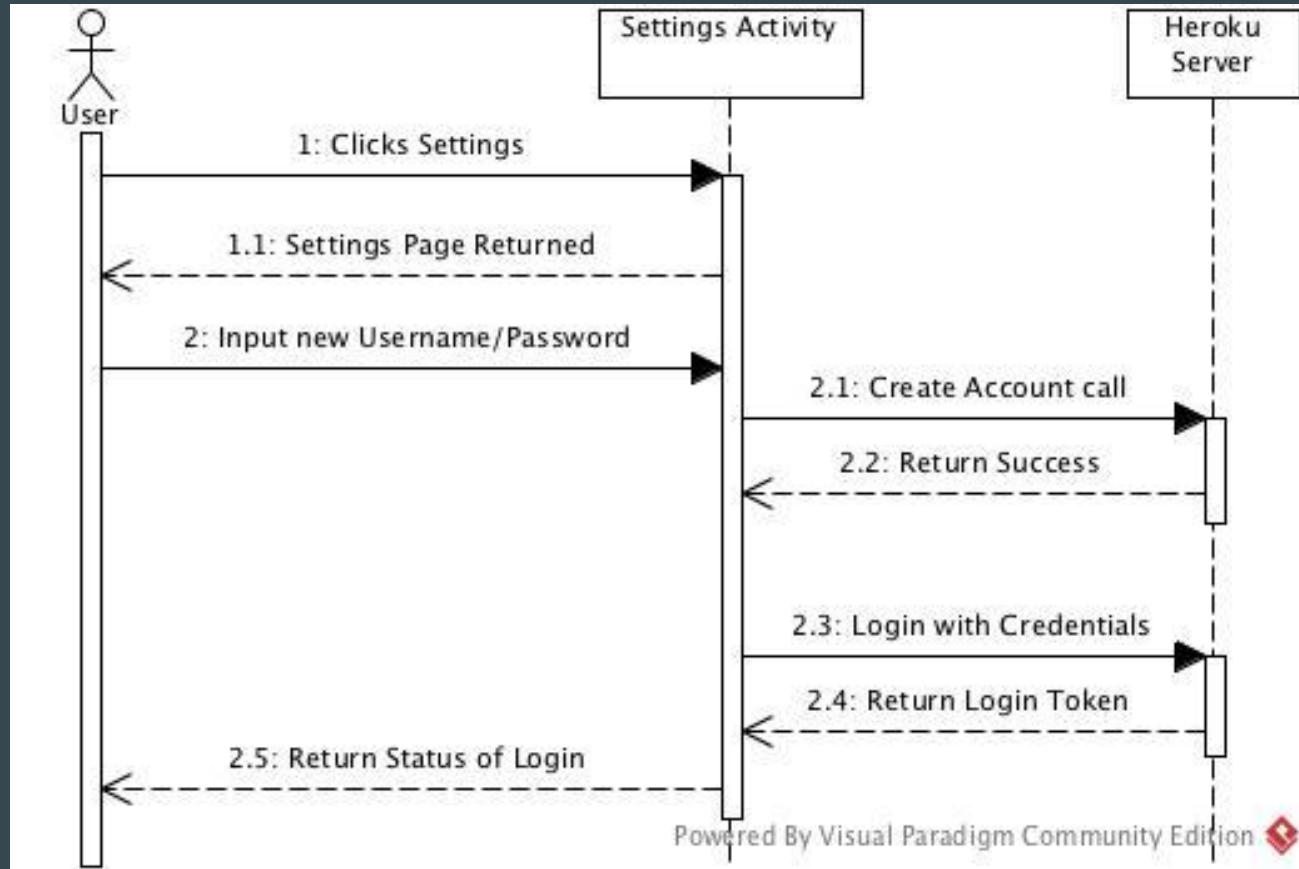 Settings Activity
Heroku
Server
User
1: Clicks Settings
1.1: Settings Page Returned
2: Input new Username/Password
2.1: Create Account call
2.2: Return Success
2.3: Login with Credentials
2.4: Return Login Token
2.5: Return Status of Login
Powered By Visual Paradigm Community Edition